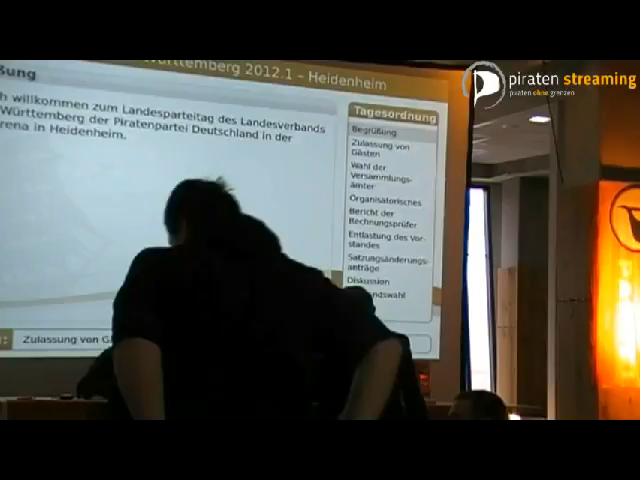 piraten streaming
piraten ohne grenzen
Württemberg 2012.1 – Heidenheim
ßung
h willkommen zum Landesparteitag des Landesverbands
Württemberg der Piratenpartei Deutschland in der
rena in Heidenheim.
Tagesordnung
Begrüßung
Zulassung von
Gästen
Wahl der
Versammlungs-
ämter
Organisatorisches
Bericht der
Rechnungsprüfer
Entlastung des Vor-
standes
Satzungsänderungs-
anträge
Diskussion
ndswahl
Zulassung von G